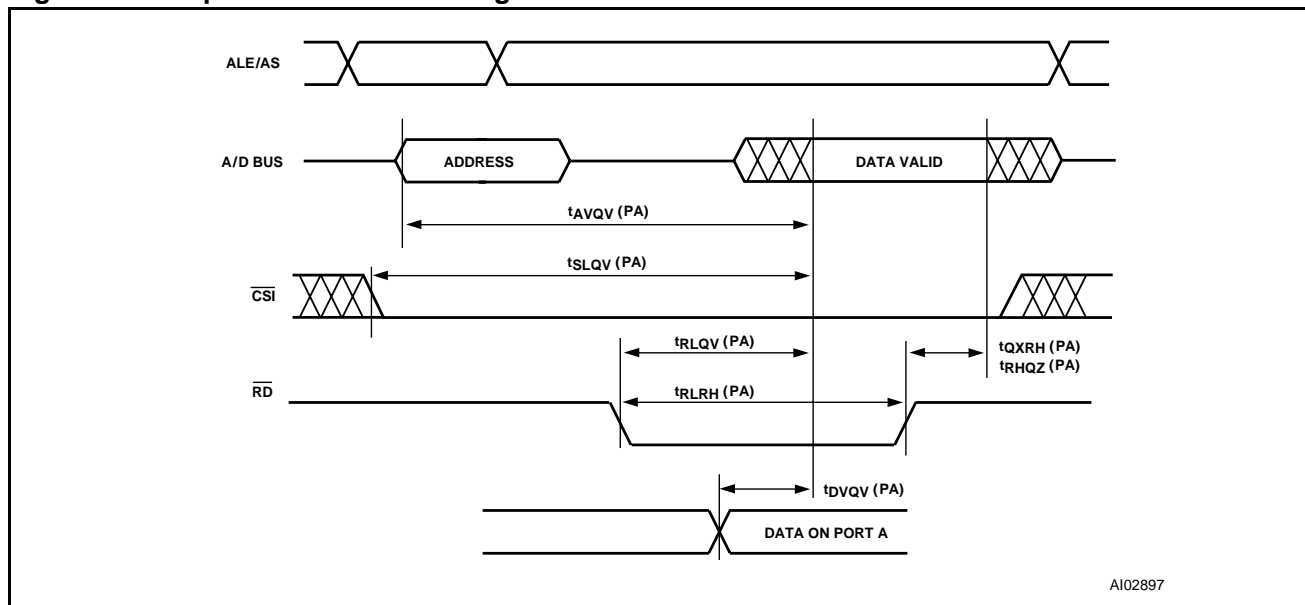 ALE/AS
A/D BUS
ADDRESS
DATA VALID
tAVQV (PA)
tSLQV (PA)
CSI
tRLQV (PA)
tQXRH (PA)
tRHQZ (PA)
RD
tRLRH (PA)
tDVQV (PA)
DATA ON PORT A
AI02897